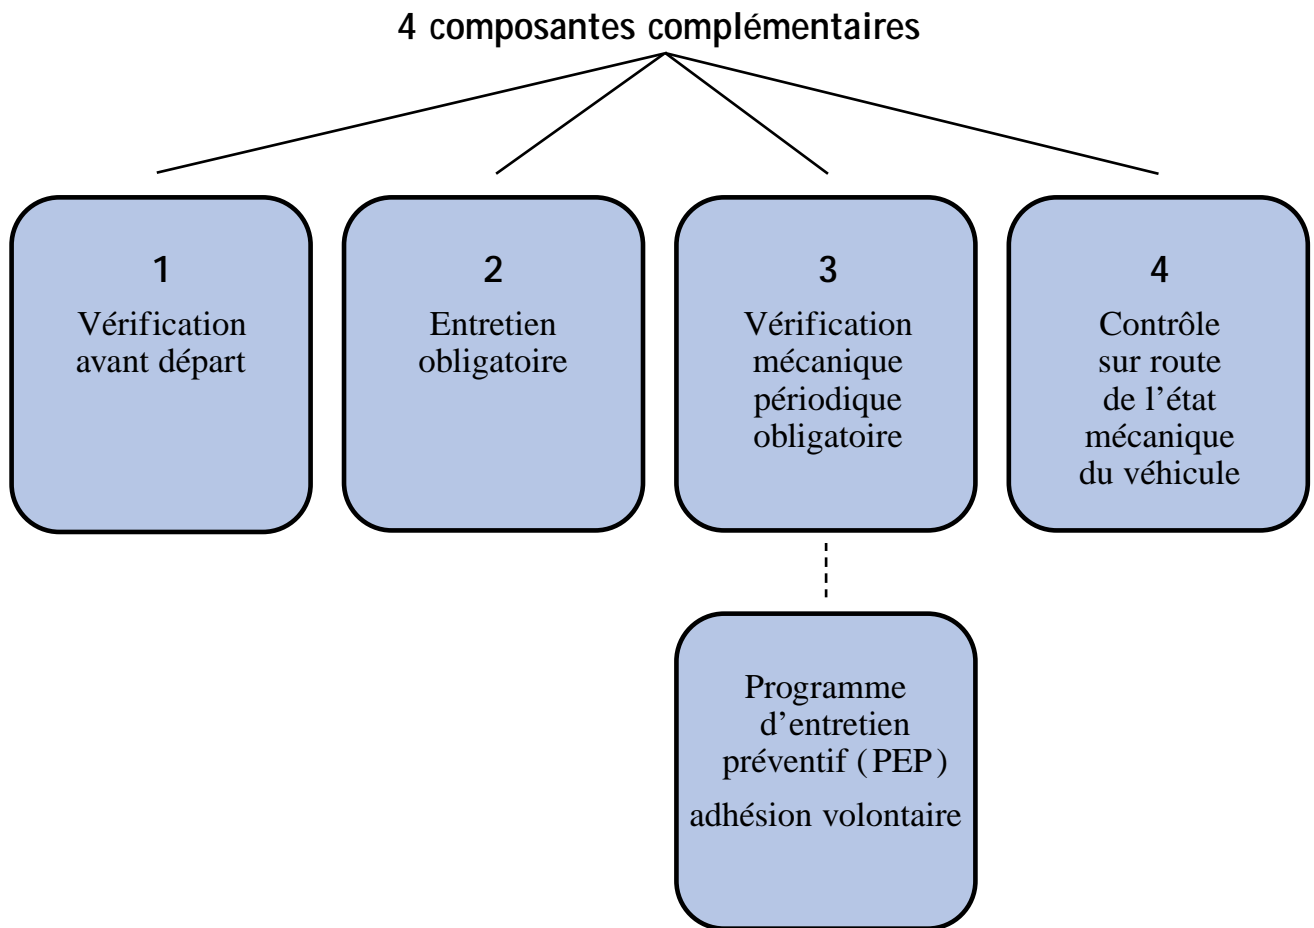 4 composantes complémentaires
1
Vérification
avant départ
2
Entretien
obligatoire
3
Vérification
mécanique
périodique
obligatoire
4
Contrôle
sur route
de l’état
mécanique
du véhicule
Programme
d’entretien
préventif (PEP)
adhésion volontaire